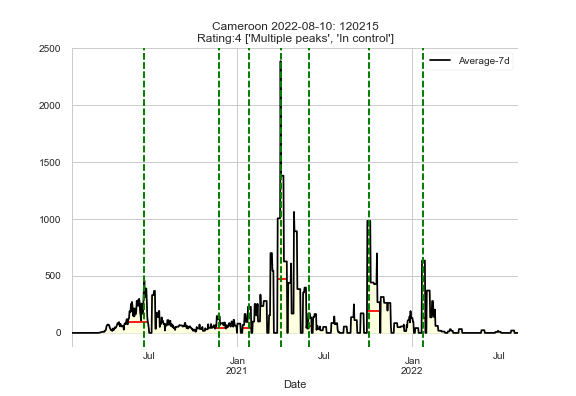 Cameroon 2022-08-10: 120215
Rating:4 ['Multiple peaks', 'In control']
Average-7d
2500
2000
1500
1000
500
0
Jul
Jan
2021
Jul
Jan
2022
Jul
Date